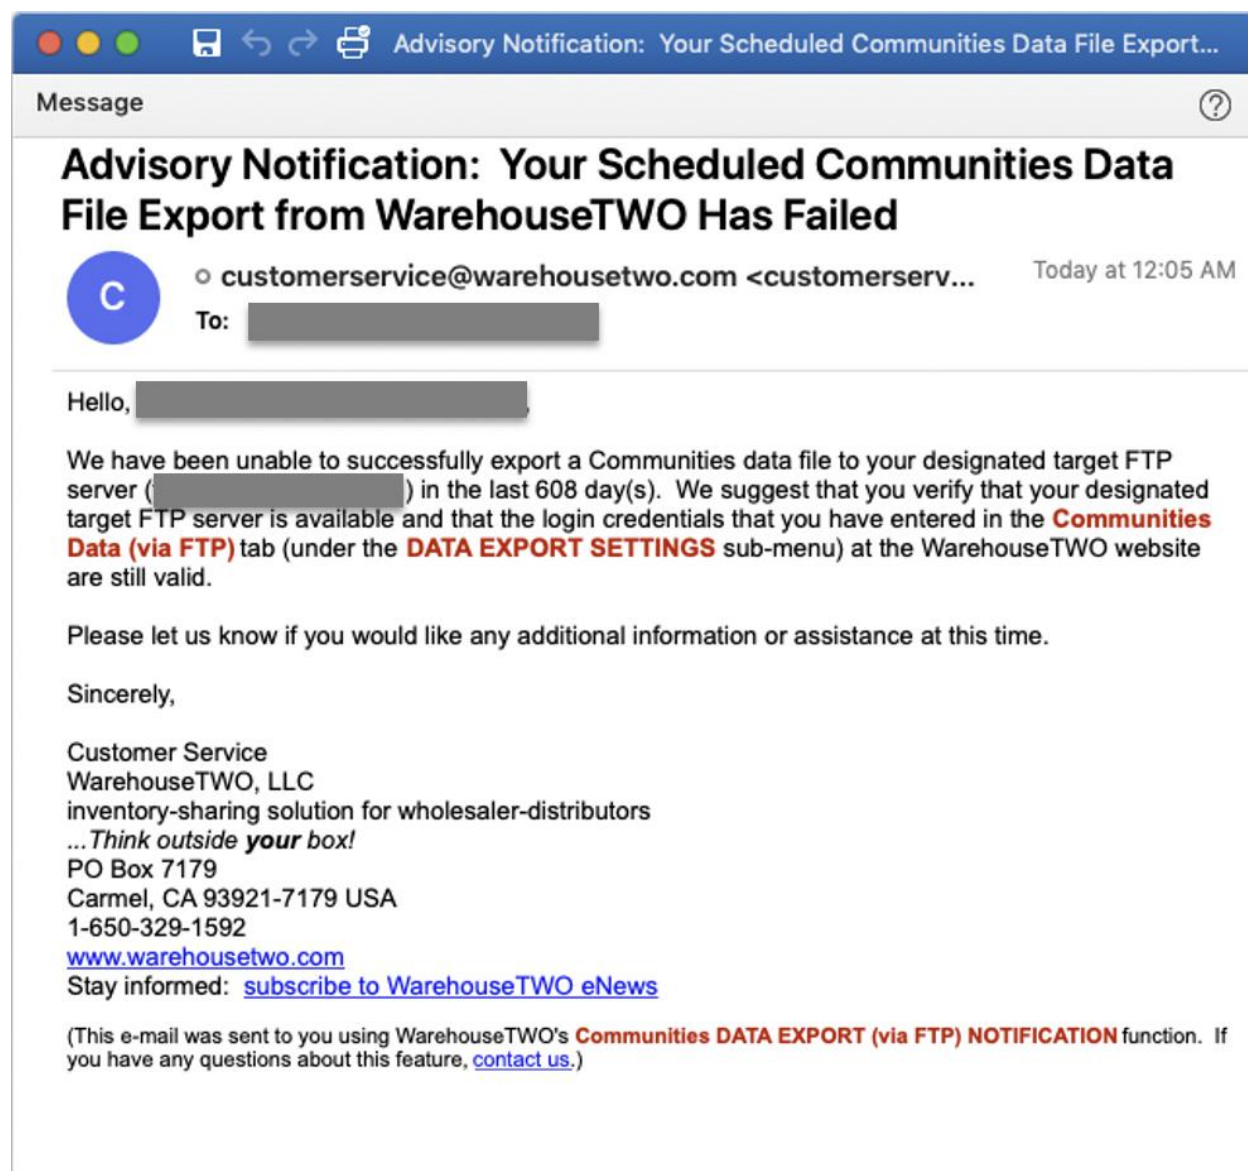 Advisory Notification:  Your Scheduled Communities Data File Export...
Message
Advisory Notification:  Your Scheduled Communities Data
File Export from WarehouseTWO Has Failed
C
customerservice@warehousetwo.com <customerserv...
Today at 12:05 AM
To:
Hello,
We have been unable to successfully export a Communities data file to your designated target FTP
server ( ) in the last 608 day(s).  We suggest that you verify that your designated
target FTP server is available and that the login credentials that you have entered in the Communities
Data (via FTP) tab (under the DATA EXPORT SETTINGS sub-menu) at the WarehouseTWO website
are still valid.
Please let us know if you would like any additional information or assistance at this time.
Sincerely,
Customer Service
WarehouseTWO, LLC
inventory-sharing solution for wholesaler-distributors
...Think outside your box!
PO Box 7179
Carmel, CA 93921-7179 USA
1-650-329-1592
www.warehousetwo.com
Stay informed:  subscribe to WarehouseTWO eNews
(This e-mail was sent to you using WarehouseTWO's Communities DATA EXPORT (via FTP) NOTIFICATION function.  If
you have any questions about this feature, contact us.)